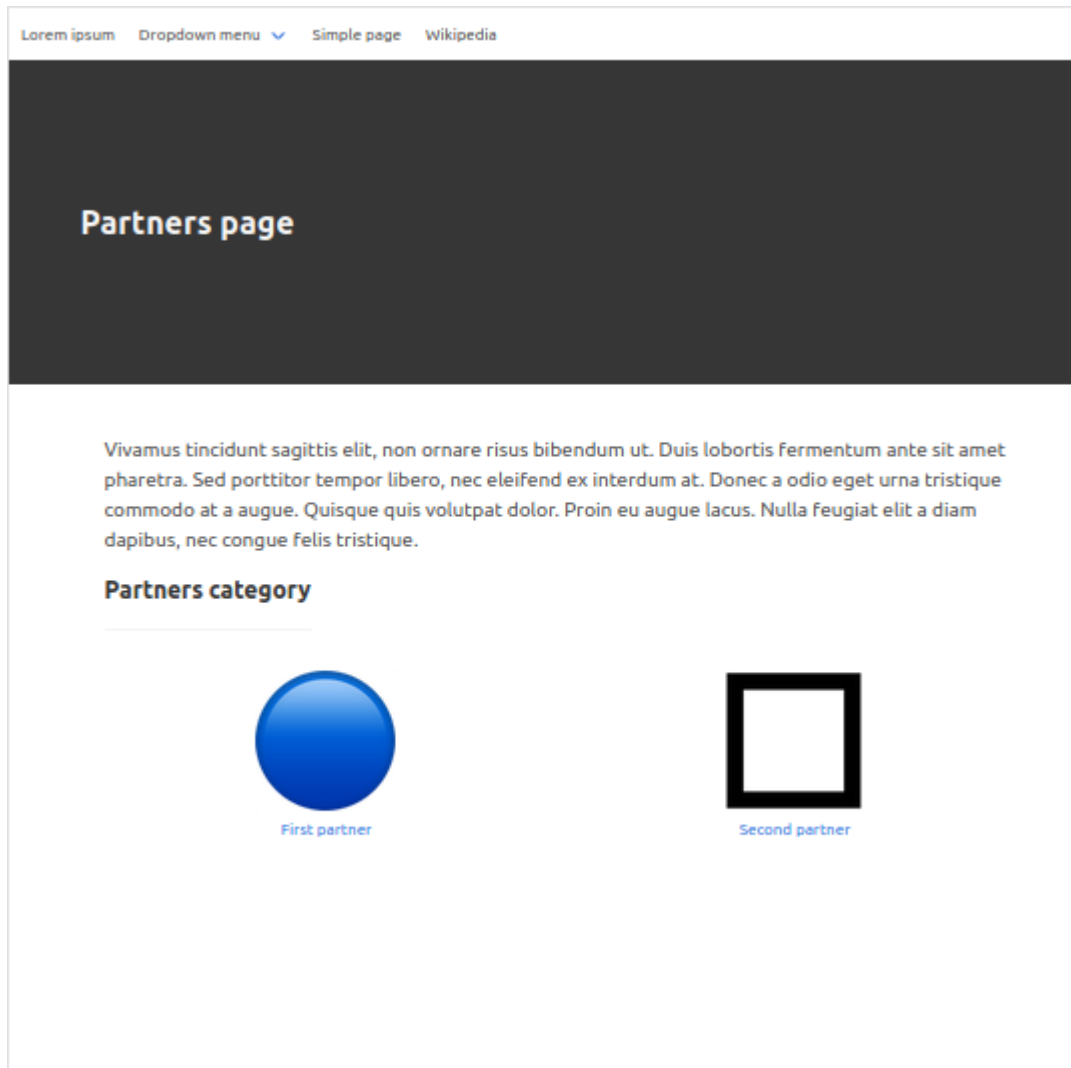 Lorem ipsum Dropdown menu Simple page Wikipedia
Partners page
Vivamus tincidunt sagittis elit, non ornare risus bibendum ut. Duis lobortis fermentum ante sit amet
pharetra. Sed porttitor tempor libero, nec eleifend ex interdum at. Donec a odio eget urna tristique
commodo at a augue. Quisque quis volutpat dolor. Proin eu augue lacus. Nulla feugiat elit a diam
dapibus, nec congue felis tristique.
Partners category
First partner Second partner